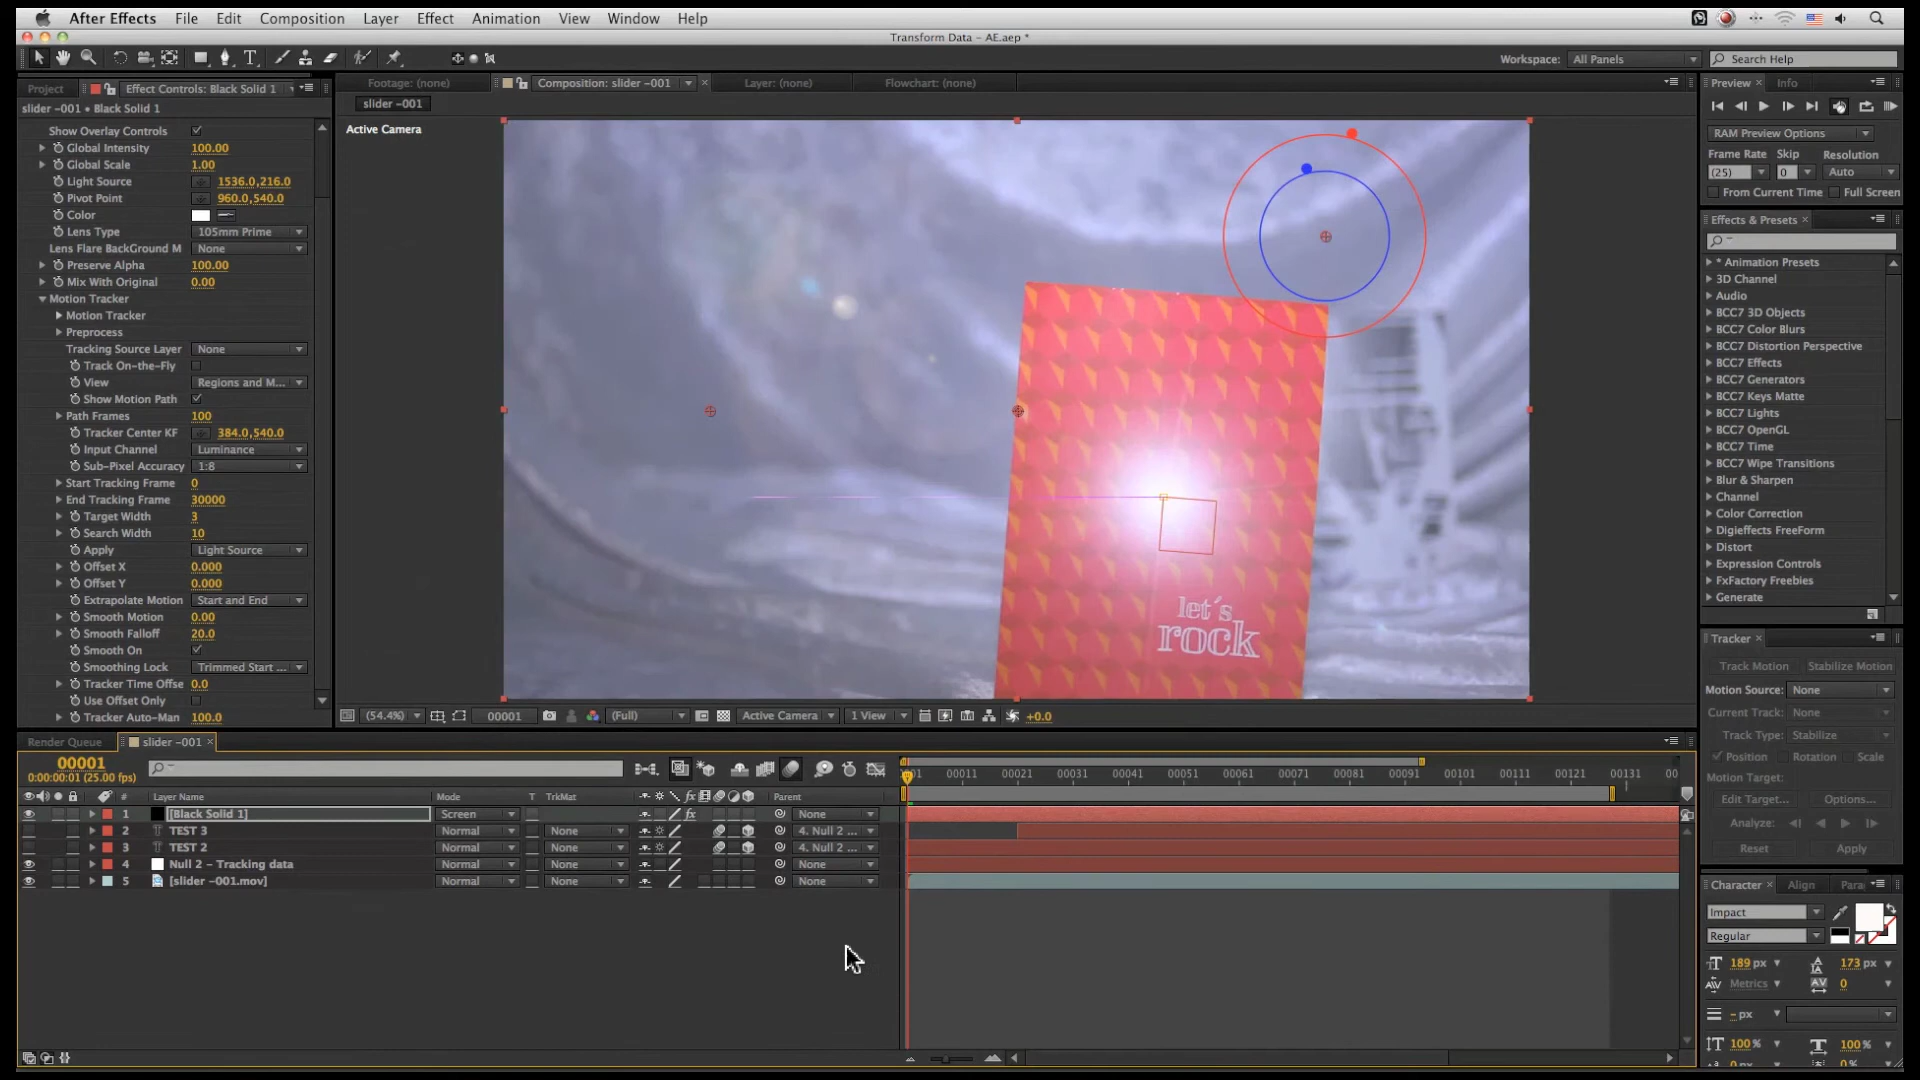 After Effects File Edit Composition Layer Effect Animation View Window Help
Transform Data - AE.aep *
Workspace: All Panels Search Help
Project Effect Controls: Black Solid 1
Footage: (none) Composition: slider -001 Layer: (none) Flowchart: (none)
Preview Info
slider -001 • Black Solid 1
slider -001
Active Camera
Show Overlay Controls
Global Intensity 100.00
Global Scale 1.00
Light Source 1536.0,216.0
Pivot Point 960.0,540.0
Color
Lens Type 105mm Prime
Lens Flare BackGround M None
Preserve Alpha 100.00
Mix With Original 0.00
Motion Tracker
Motion Tracker
Preprocess
Tracking Source Layer None
Track On-the-Fly
View Regions and M...
Show Motion Path
Path Frames 100
Tracker Center KF 384.0,540.0
Input Channel Luminance
Sub-Pixel Accuracy 1:8
Start Tracking Frame 0
End Tracking Frame 30000
Target Width 3
Search Width 10
Apply Light Source
Offset X 0.000
Offset Y 0.000
Extrapolate Motion Start and End
Smooth Motion 0.00
Smooth Falloff 20.0
Smooth On
Smoothing Lock Trimmed Start ...
Tracker Time Offse 0.0
Use Offset Only
Tracker Auto-Man 100.0
let's
rock
(54.4%) 00001 (Full) Active Camera 1 View +0.0
RAM Preview Options
Frame Rate Skip Resolution
(25) 0 Auto
From Current Time Full Screen
Effects & Presets
* Animation Presets
3D Channel
Audio
BCC7 3D Objects
BCC7 Color Blurs
BCC7 Distortion Perspective
BCC7 Effects
BCC7 Generators
BCC7 Keys Matte
BCC7 Lights
BCC7 OpenGL
BCC7 Time
BCC7 Wipe Transitions
Blur & Sharpen
Channel
Color Correction
Digieffects FreeForm
Distort
Expression Controls
FxFactory Freebies
Generate
Tracker
Track Motion Stabilize Motion
Motion Source: None
Current Track: None
Track Type: Stabilize
Position Rotation Scale
Motion Target:
Edit Target... Options...
Analyze:
Reset Apply
Render Queue slider -001
00001
0:00:00:01 (25.00 fps)
01 00011 00021 00031 00041 00051 00061 00071 00081 00091 00101 00111 00121 00131 00
# Layer Name Mode T TrkMat fx Parent
1 [Black Solid 1] Screen fx None
2 T TEST 3 Normal None 4. Null 2 ...
3 T TEST 2 Normal None 4. Null 2 ...
4 Null 2 - Tracking data Normal None None
5 [slider -001.mov] Normal None None
Character Align Para
Impact
Regular
189 px 173 px
Metrics 0
- px
100 % 100 %
0 px 0 %